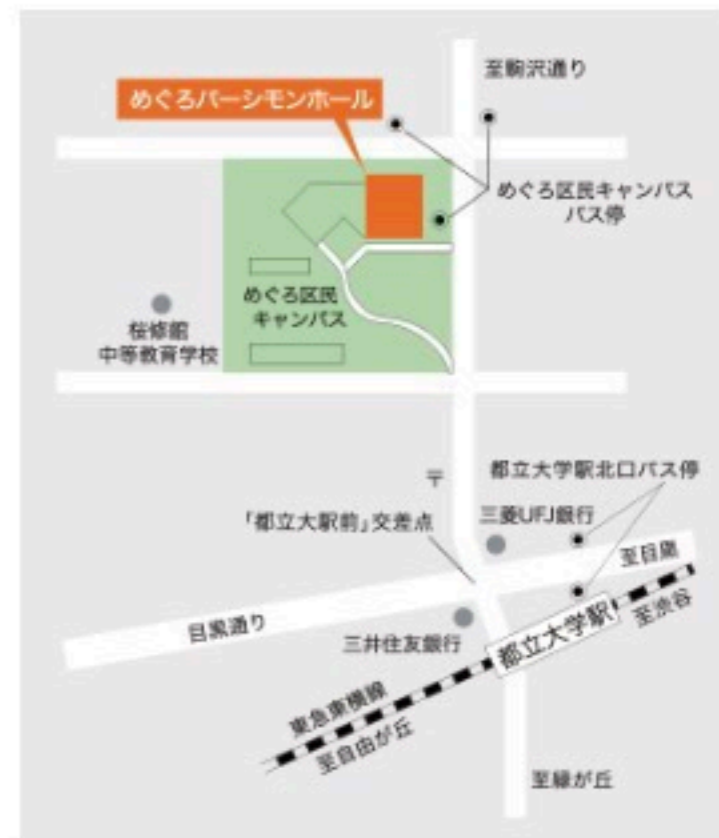 至駒沢通り
めぐろパーシモンホール
めぐろ区民キャンパス
バス停
めぐろ区民
キャンパス
桜修館
中等教育学校
〒
都立大学駅北口バス停
「都立大駅前」交差点
三菱UFJ銀行
至目黒
目黒通り
三井住友銀行
都立大学駅
至渋谷
東急東横線
至自由が丘
至緑が丘